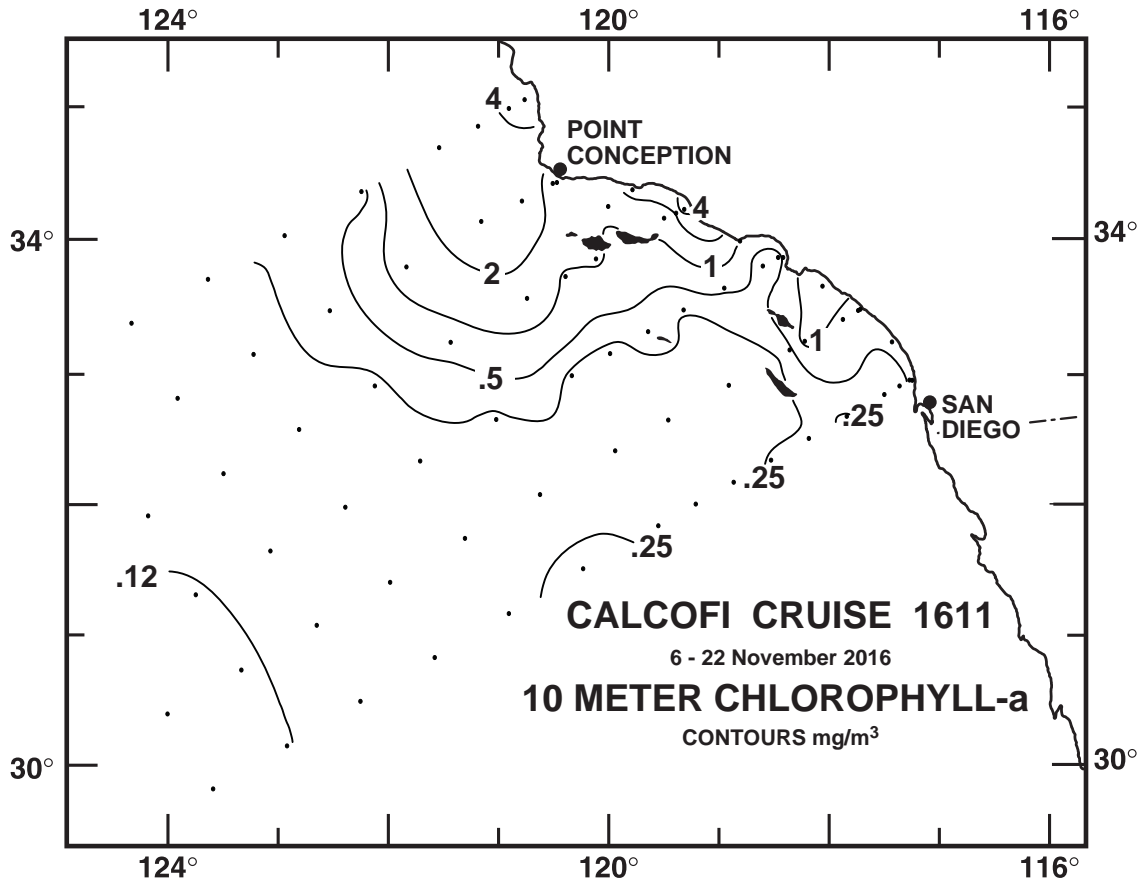 124° 120° 116°
4
POINT
CONCEPTION
4
34° 34°
2 1
1
.5
SAN
DIEGO
.25
.25
.25
.12
CALCOFI CRUISE 1611
6 - 22 November 2016
10 METER CHLOROPHYLL-a
CONTOURS mg/m³
30° 30°
124° 120° 116°